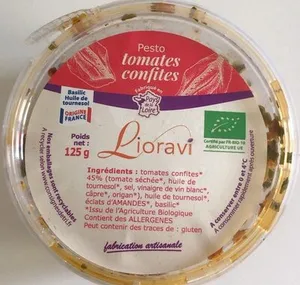 Pesto
tomates
confites
Fabriqué en
Pays
de la
Loire
Basilic
Huile de
tournesol
ORIGINE
FRANCE
Poids
net :
125 g
Lioravi
Certifié par FR-BIO-10
AGRICULTURE UE
Ingrédients : tomates confites*
45% (tomate séchée*, huile de
tournesol*, sel, vinaigre de vin blanc*,
câpre*, origan*), huile de tournesol*,
éclats d'AMANDES*, basilic*
*Issu de l'Agriculture Biologique
Contient des ALLERGENES
Peut contenir des traces de : gluten
fabrication artisanale
A conserver entre 0 et 4°C